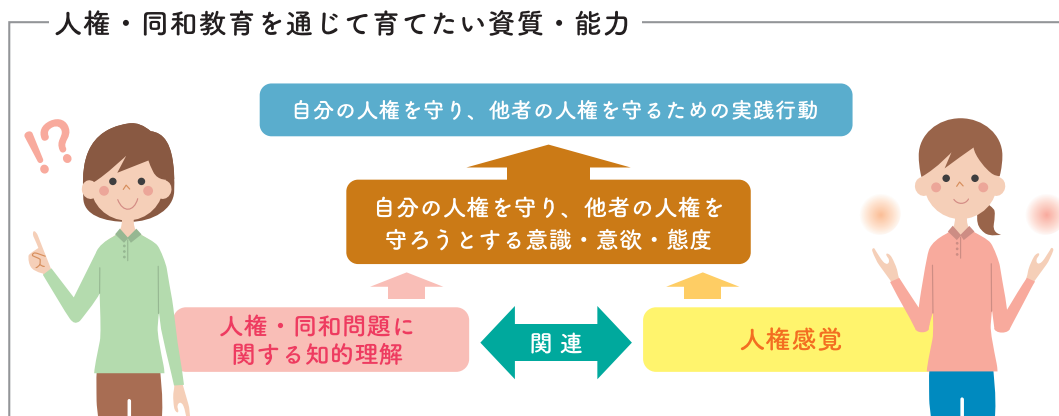 人権・同和教育を通じて育てたい資質・能力
自分の人権を守り、他者の人権を守るための実践行動
!?
自分の人権を守り、他者の人権を
守ろうとする意識・意欲・態度
人権・同和問題に
関する知的理解
関連
人権感覚